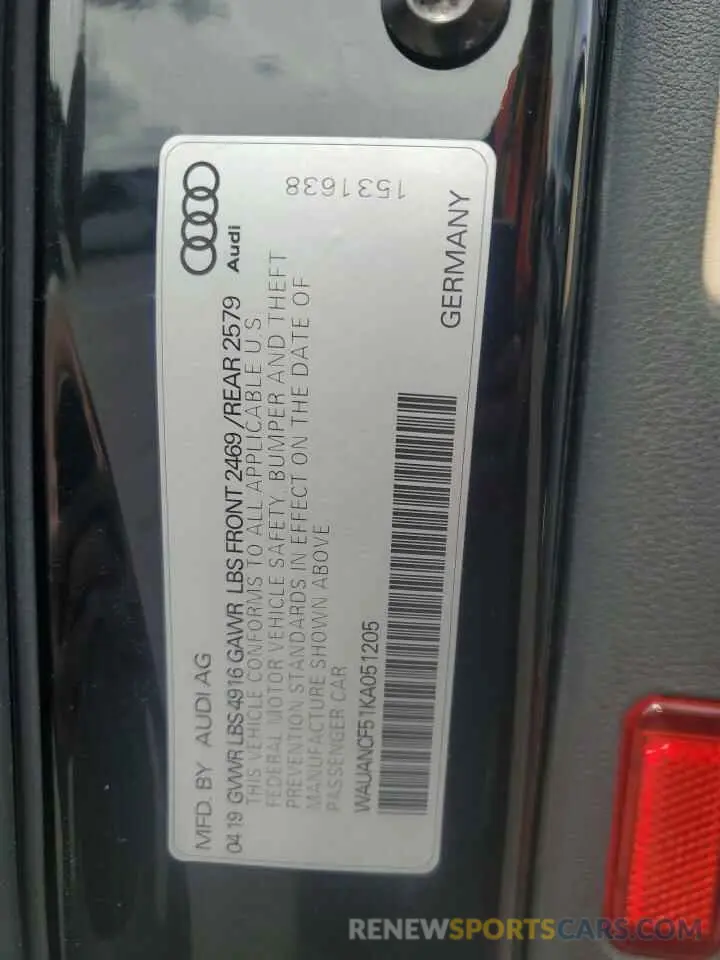 Audi
1531638
MFD. BY AUDI AG
04 19 GVWR LBS 4916 GAWR LBS FRONT 2469 /REAR 2579
THIS VEHICLE CONFORMS TO ALL APPLICABLE U.S
FEDERAL MOTOR VEHICLE SAFETY. BUMPER AND THEFT
PREVENTION STANDARDS IN EFFECT ON THE DATE OF
MANUFACTURE SHOWN ABOVE
PASSENGER CAR
GERMANY
WAUANCF51KA051205
RENEWSPORTSCARS.COM